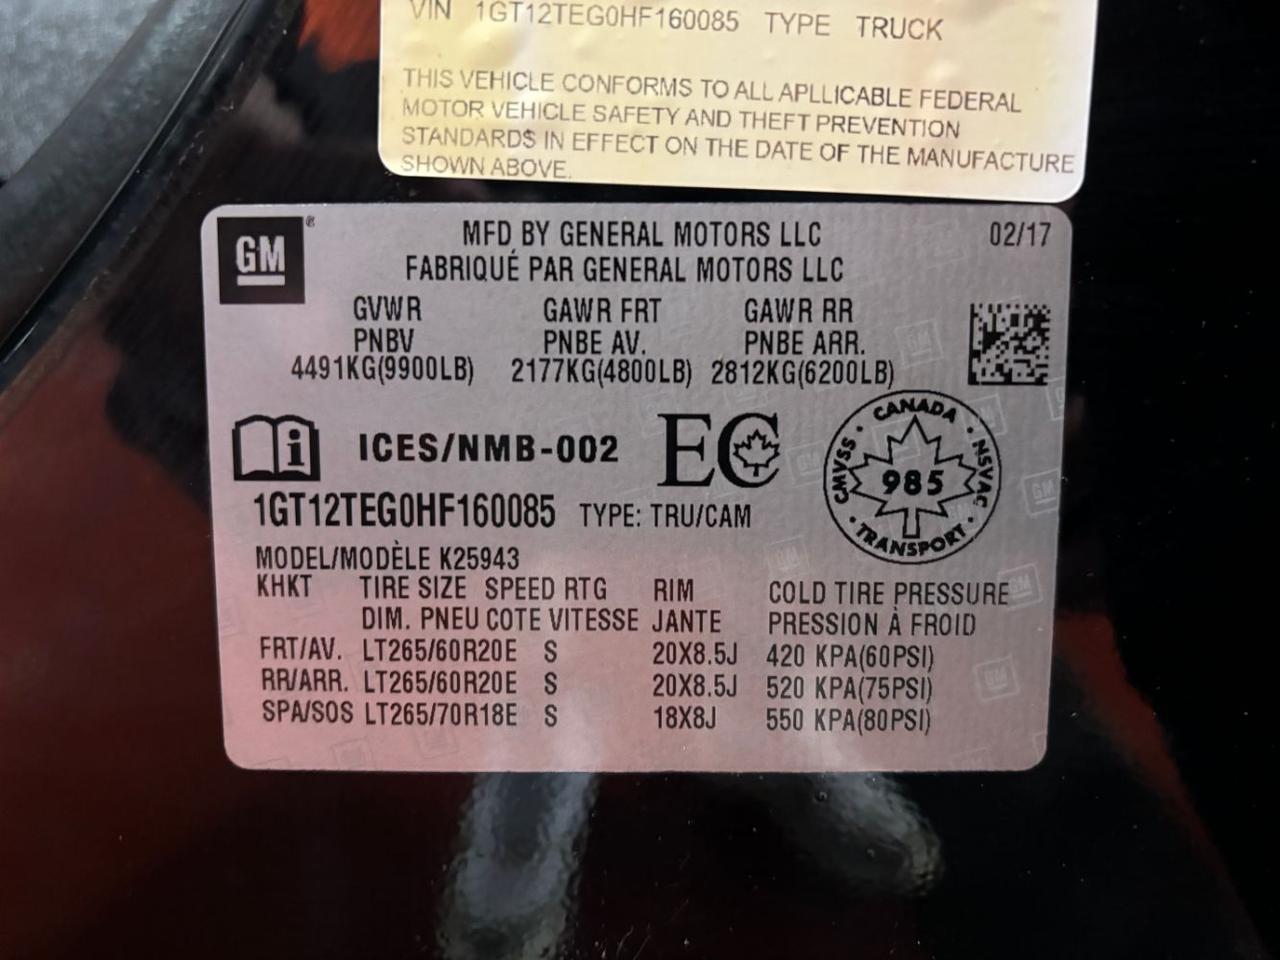 VIN 1GT12TEG0HF160085 TYPE TRUCK
THIS VEHICLE CONFORMS TO ALL APLLICABLE FEDERAL
MOTOR VEHICLE SAFETY AND THEFT PREVENTION
STANDARDS IN EFFECT ON THE DATE OF THE MANUFACTURE
SHOWN ABOVE.
GM ®
MFD BY GENERAL MOTORS LLC 02/17
FABRIQUÉ PAR GENERAL MOTORS LLC
GVWR GAWR FRT GAWR RR
PNBV PNBE AV. PNBE ARR.
4491KG(9900LB) 2177KG(4800LB) 2812KG(6200LB)
i ICES/NMB-002 EC
CANADA
CMVSS · 985 · NSVAC
· TRANSPORT ·
1GT12TEG0HF160085 TYPE: TRU/CAM
MODEL/MODÈLE K25943
KHKT TIRE SIZE SPEED RTG RIM COLD TIRE PRESSURE
DIM. PNEU COTE VITESSE JANTE PRESSION À FROID
FRT/AV. LT265/60R20E S 20X8.5J 420 KPA(60PSI)
RR/ARR. LT265/60R20E S 20X8.5J 520 KPA(75PSI)
SPA/SOS LT265/70R18E S 18X8J 550 KPA(80PSI)